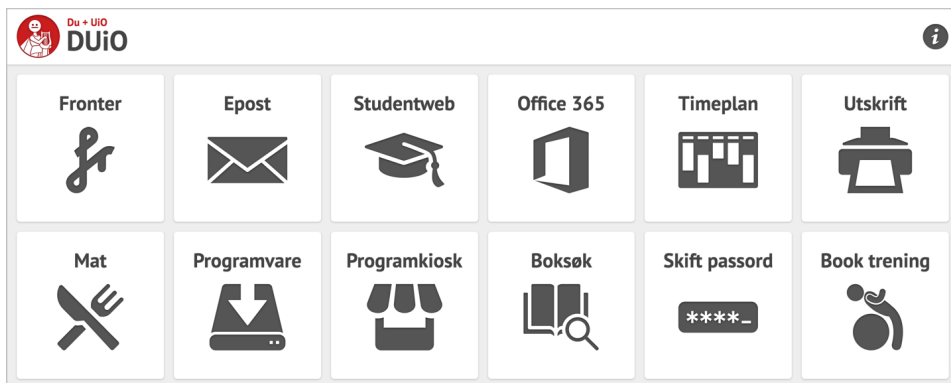 Du + UiO
DUiO
i
Fronter
Epost
Studentweb
Office 365
Timeplan
Utskrift
Mat
Programvare
Programkiosk
Boksøk
Skift passord
Book trening
****_